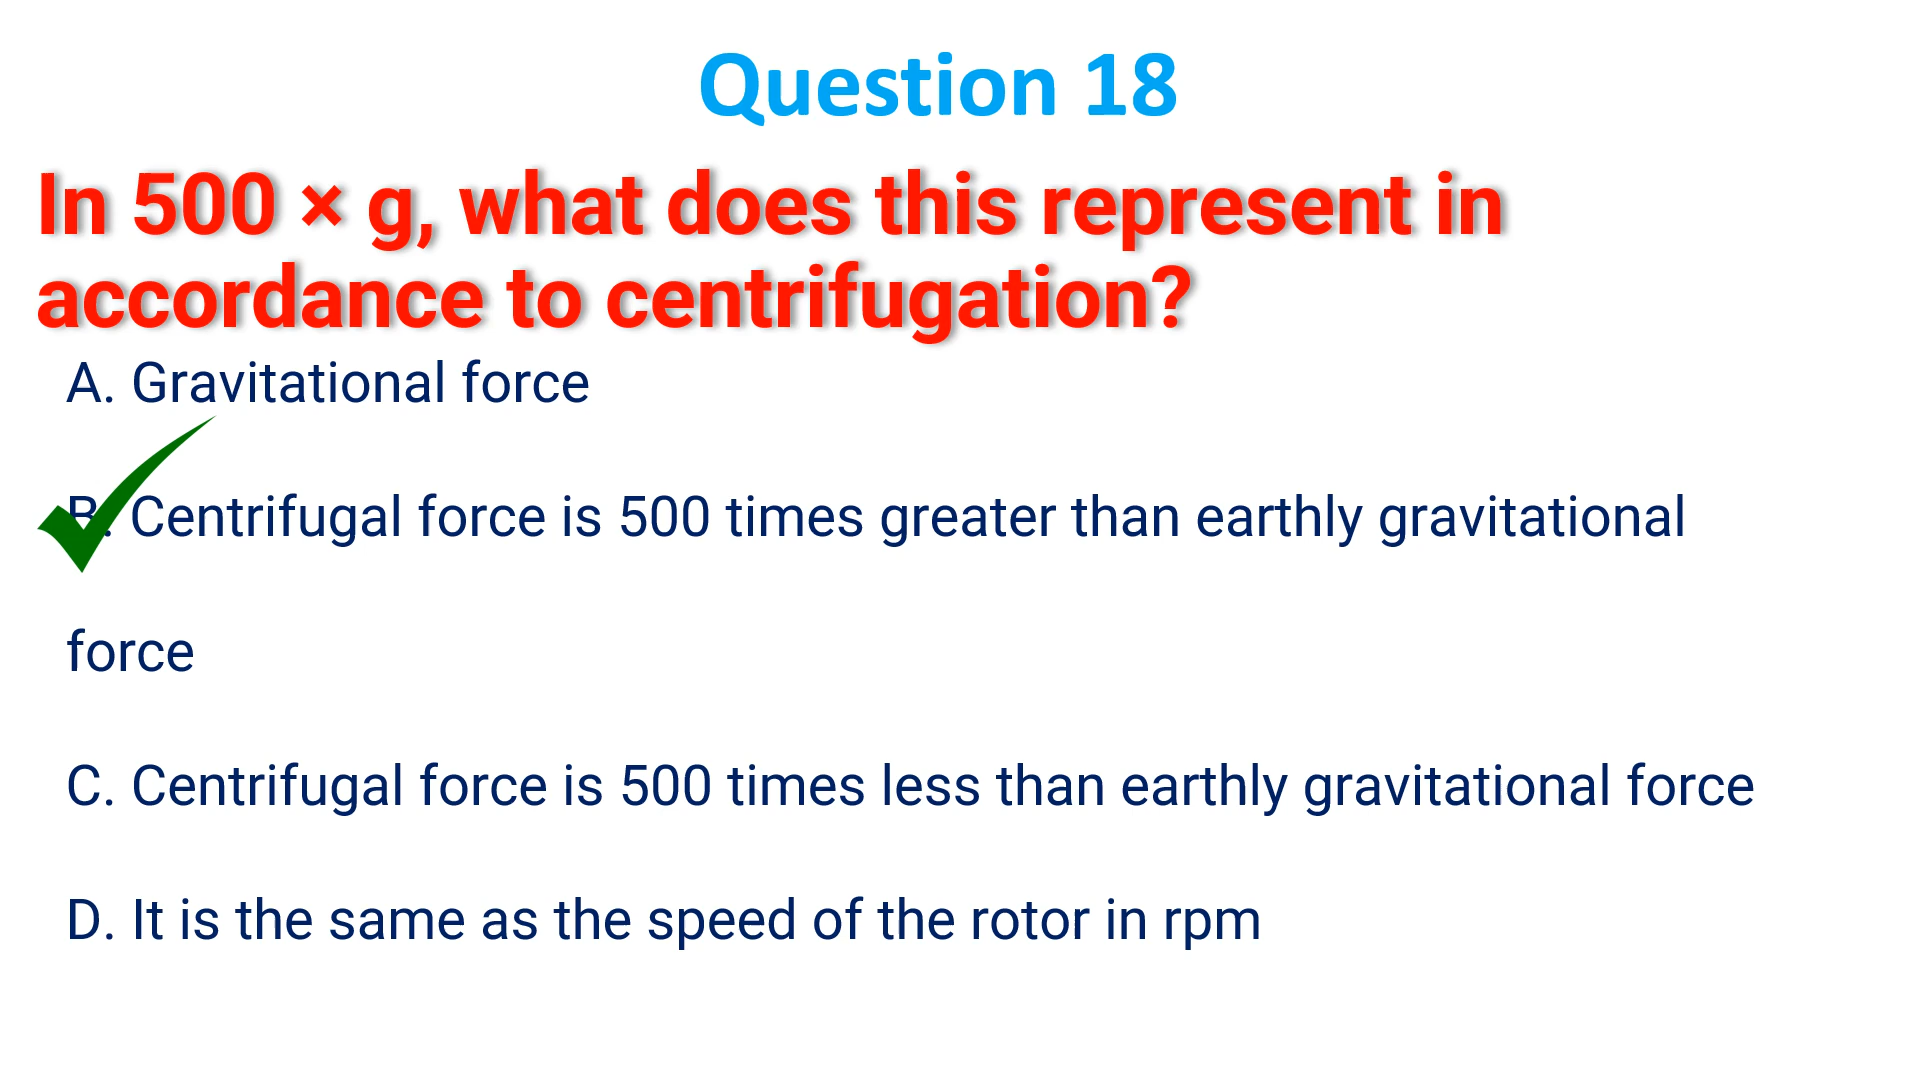 Question 18
In 500 × g, what does this represent in
accordance to centrifugation?
A. Gravitational force
B. Centrifugal force is 500 times greater than earthly gravitational
force
C. Centrifugal force is 500 times less than earthly gravitational force
D. It is the same as the speed of the rotor in rpm